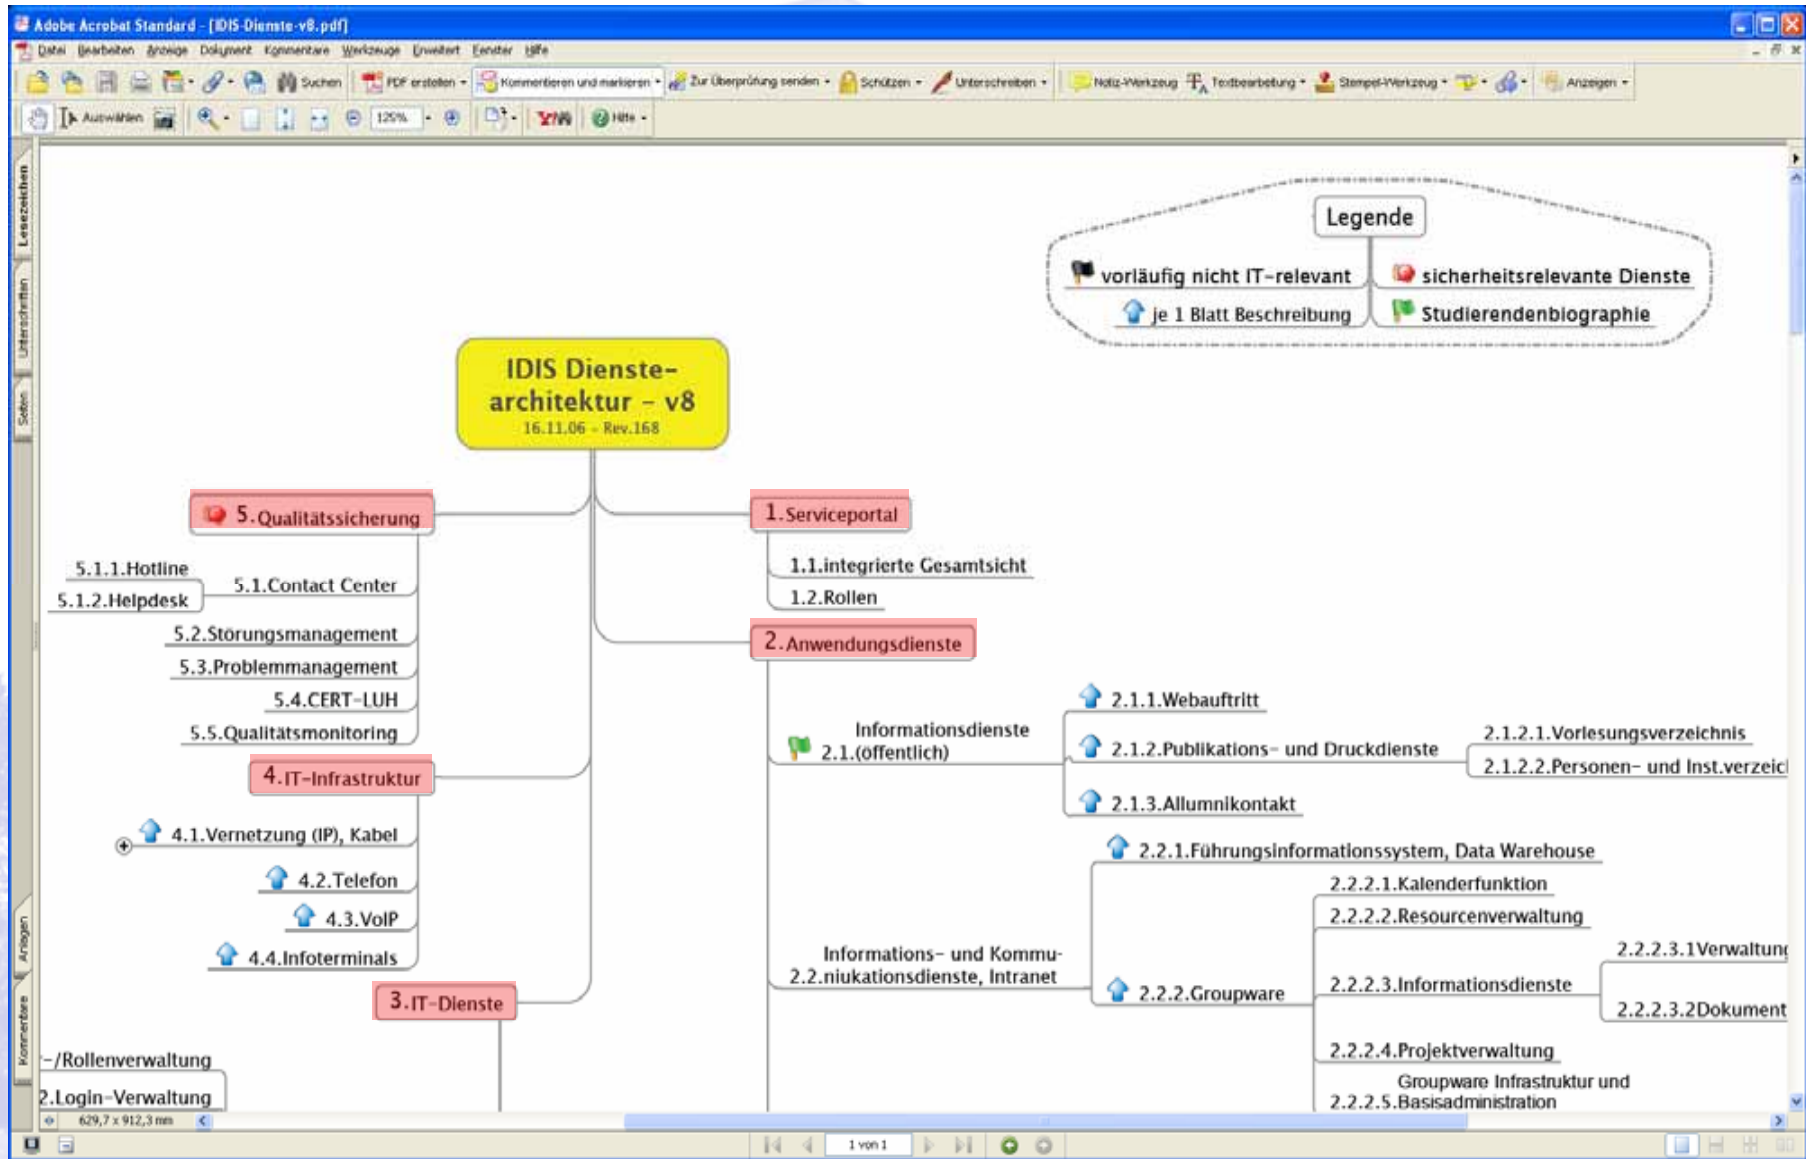 Adobe Acrobat Standard - [IDIS-Dienste-v8.pdf]
Datei Bearbeiten Anzeige Dokument Kommentare Werkzeuge Erweitert Fenster Hilfe
Suchen PDF erstellen Kommentieren und markieren Zur Überprüfung senden Schützen Unterschreiben Notiz-Werkzeug Textbearbeitung Stempel-Werkzeug Anzeigen
Auswählen 125% Hilfe
Lesezeichen
Unterschriften
Seiten
Anlagen
Kommentare
Legende
vorläufig nicht IT-relevant
sicherheitsrelevante Dienste
je 1 Blatt Beschreibung
Studierendenbiographie
IDIS Dienste-
architektur - v8
16.11.06 - Rev.168
5.Qualitätssicherung
5.1.1.Hotline
5.1.2.Helpdesk
5.1.Contact Center
5.2.Störungsmanagement
5.3.Problemmanagement
5.4.CERT-LUH
5.5.Qualitätsmonitoring
4.IT-Infrastruktur
4.1.Vernetzung (IP), Kabel
4.2.Telefon
4.3.VoIP
4.4.Infoterminals
3.IT-Dienste
-/Rollenverwaltung
2.Login-Verwaltung
1.Serviceportal
1.1.integrierte Gesamtsicht
1.2.Rollen
2.Anwendungsdienste
Informationsdienste
2.1.(öffentlich)
2.1.1.Webauftritt
2.1.2.Publikations- und Druckdienste
2.1.2.1.Vorlesungsverzeichnis
2.1.2.2.Personen- und Inst.verzeic
2.1.3.Allumnikontakt
Informations- und Kommu-
2.2.niukationsdienste, Intranet
2.2.1.Führungsinformationssystem, Data Warehouse
2.2.2.Groupware
2.2.2.1.Kalenderfunktion
2.2.2.2.Resourcenverwaltung
2.2.2.3.Informationsdienste
2.2.2.3.1Verwaltung
2.2.2.3.2Dokument
2.2.2.4.Projektverwaltung
Groupware Infrastruktur und
2.2.2.5.Basisadministration
629,7 x 912,3 mm
1 von 1